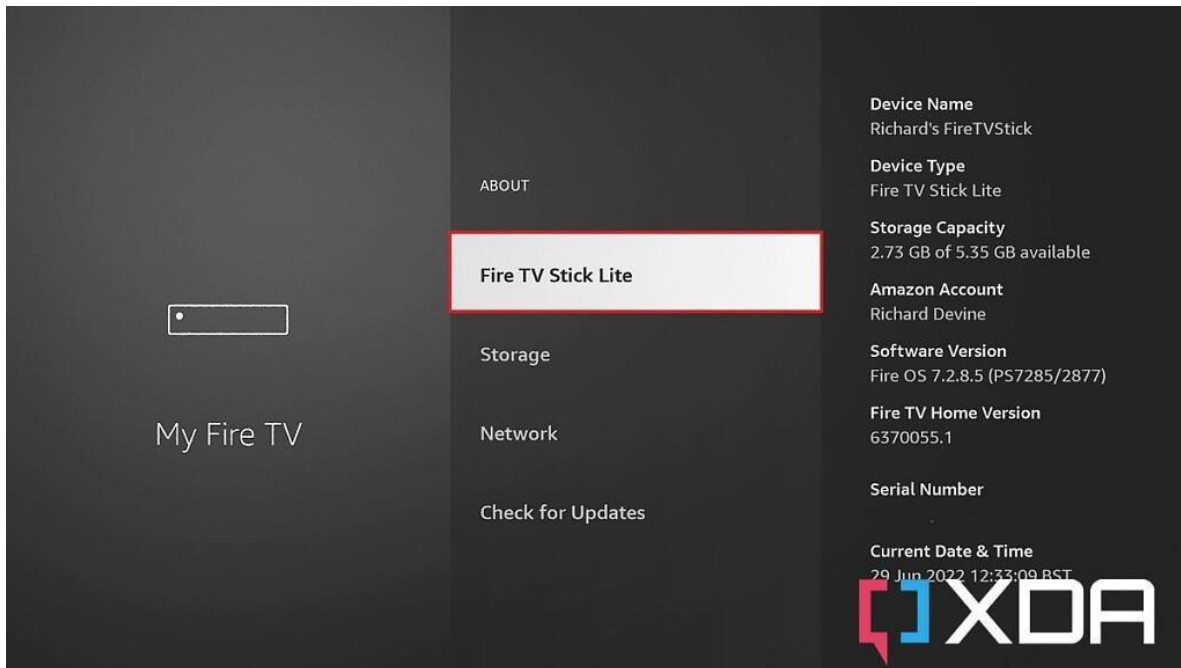 My Fire TV
ABOUT
Fire TV Stick Lite
Storage
Network
Check for Updates
Device Name
Richard's FireTVStick
Device Type
Fire TV Stick Lite
Storage Capacity
2.73 GB of 5.35 GB available
Amazon Account
Richard Devine
Software Version
Fire OS 7.2.8.5 (PS7285/2877)
Fire TV Home Version
6370055.1
Serial Number
Current Date & Time
29 Jun 2022 12:33:09 BST
XDA